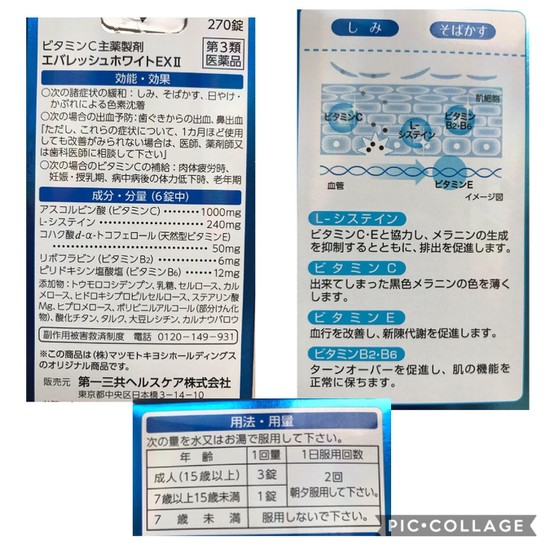 270錠
ビタミンC主薬製剤
エバレッシュホワイトEXⅡ
第3類
医薬品
効能・効果
○次の諸症状の緩和：しみ、そばかす、日やけ・
かぶれによる色素沈着
○次の場合の出血予防：歯ぐきからの出血、鼻出血
「ただし、これらの症状について、1カ月ほど使用
しても改善がみられない場合は、医師、薬剤師又
は歯科医師に相談して下さい」
○次の場合のビタミンCの補給：肉体疲労時、
妊娠・授乳期、病中病後の体力低下時、老年期
成分・分量（6錠中）
アスコルビン酸（ビタミンC）1000mg
L-システイン 240mg
コハク酸d-α-トコフェロール（天然型ビタミンE）
50mg
リボフラビン（ビタミンB2）6mg
ピリドキシン塩酸塩（ビタミンB6）12mg
添加物：トウモロコシデンプン、乳糖、セルロース、カル
メロース、ヒドロキシプロピルセルロース、ステアリン酸
Mg、ヒプロメロース、ポリビニルアルコール（部分けん化
物）、酸化チタン、タルク、大豆レシチン、カルナウバロウ
副作用被害救済制度 電話 0120-149-931
※この商品は（株）マツモトキヨシホールディングス
のオリジナル商品です。
販売元 第一三共ヘルスケア株式会社
東京都中央区日本橋3-14-10
しみ
そばかす
肌細胞
ビタミンC
L-
システイン
ビタミン
B2・B6
血管
ビタミンE
イメージ図
L-システイン
ビタミンC・Eと協力し、メラニンの生成
を抑制するとともに、排出を促進します。
ビタミンC
出来てしまった黒色メラニンの色を薄く
します。
ビタミンE
血行を改善し、新陳代謝を促進します。
ビタミンB2・B6
ターンオーバーを促進し、肌の機能を
正常に保ちます。
用法・用量
次の量を水又はお湯で服用して下さい。
年齢 1回量 1日服用回数
成人（15歳以上） 3錠 2回
7歳以上15歳未満 1錠 朝夕服用して下さい。
7歳未満 服用しないで下さい。
PIC•COLLAGE